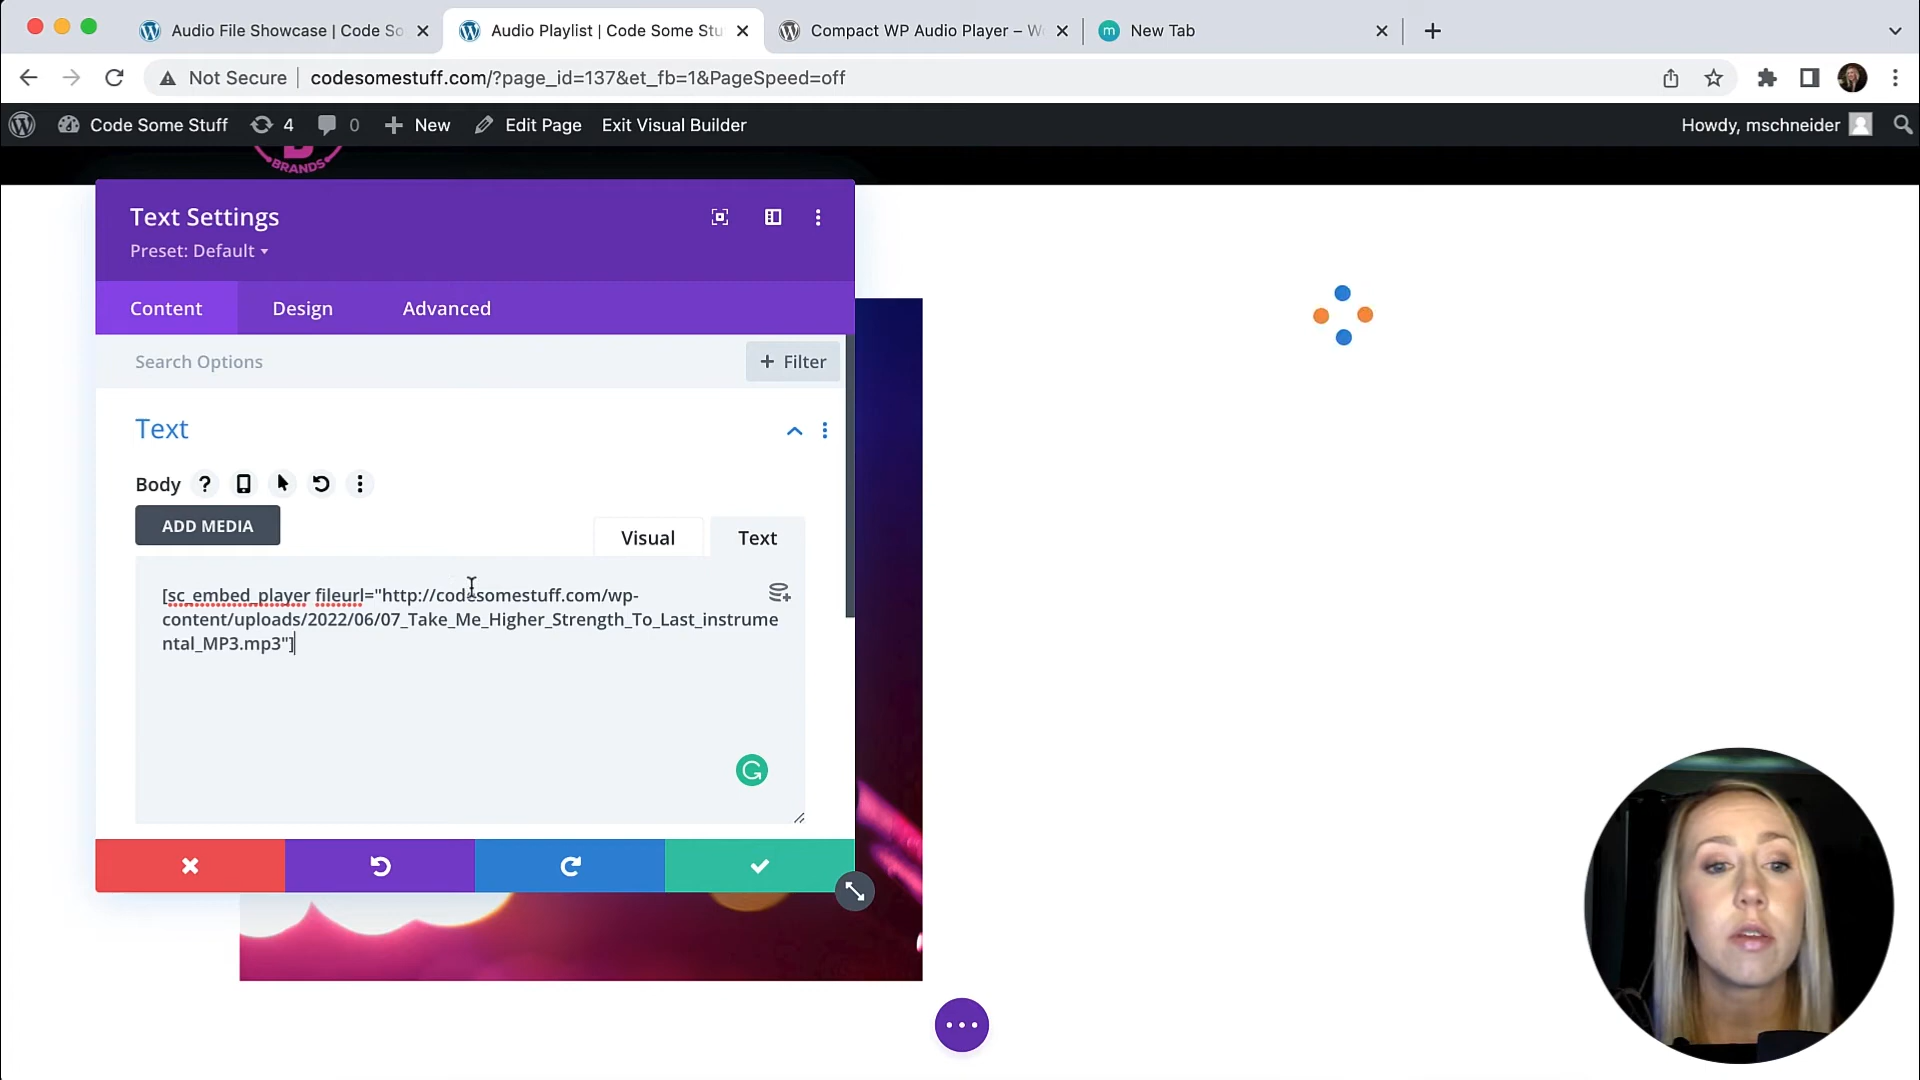 Audio File Showcase | Code So
Audio Playlist | Code Some Stu
Compact WP Audio Player – W
m
New Tab
Not Secure
codesomestuff.com/?page_id=137&et_fb=1&PageSpeed=off
Code Some Stuff
4
0
New
Edit Page
Exit Visual Builder
Howdy, mschneider
B
BRANDS
Text Settings
Preset: Default
Content
Design
Advanced
Search Options
+ Filter
Text
Body
?
ADD MEDIA
Visual
Text
[sc_embed_player fileurl="http://codesomestuff.com/wp-
content/uploads/2022/06/07_Take_Me_Higher_Strength_To_Last_instrume
ntal_MP3.mp3"]